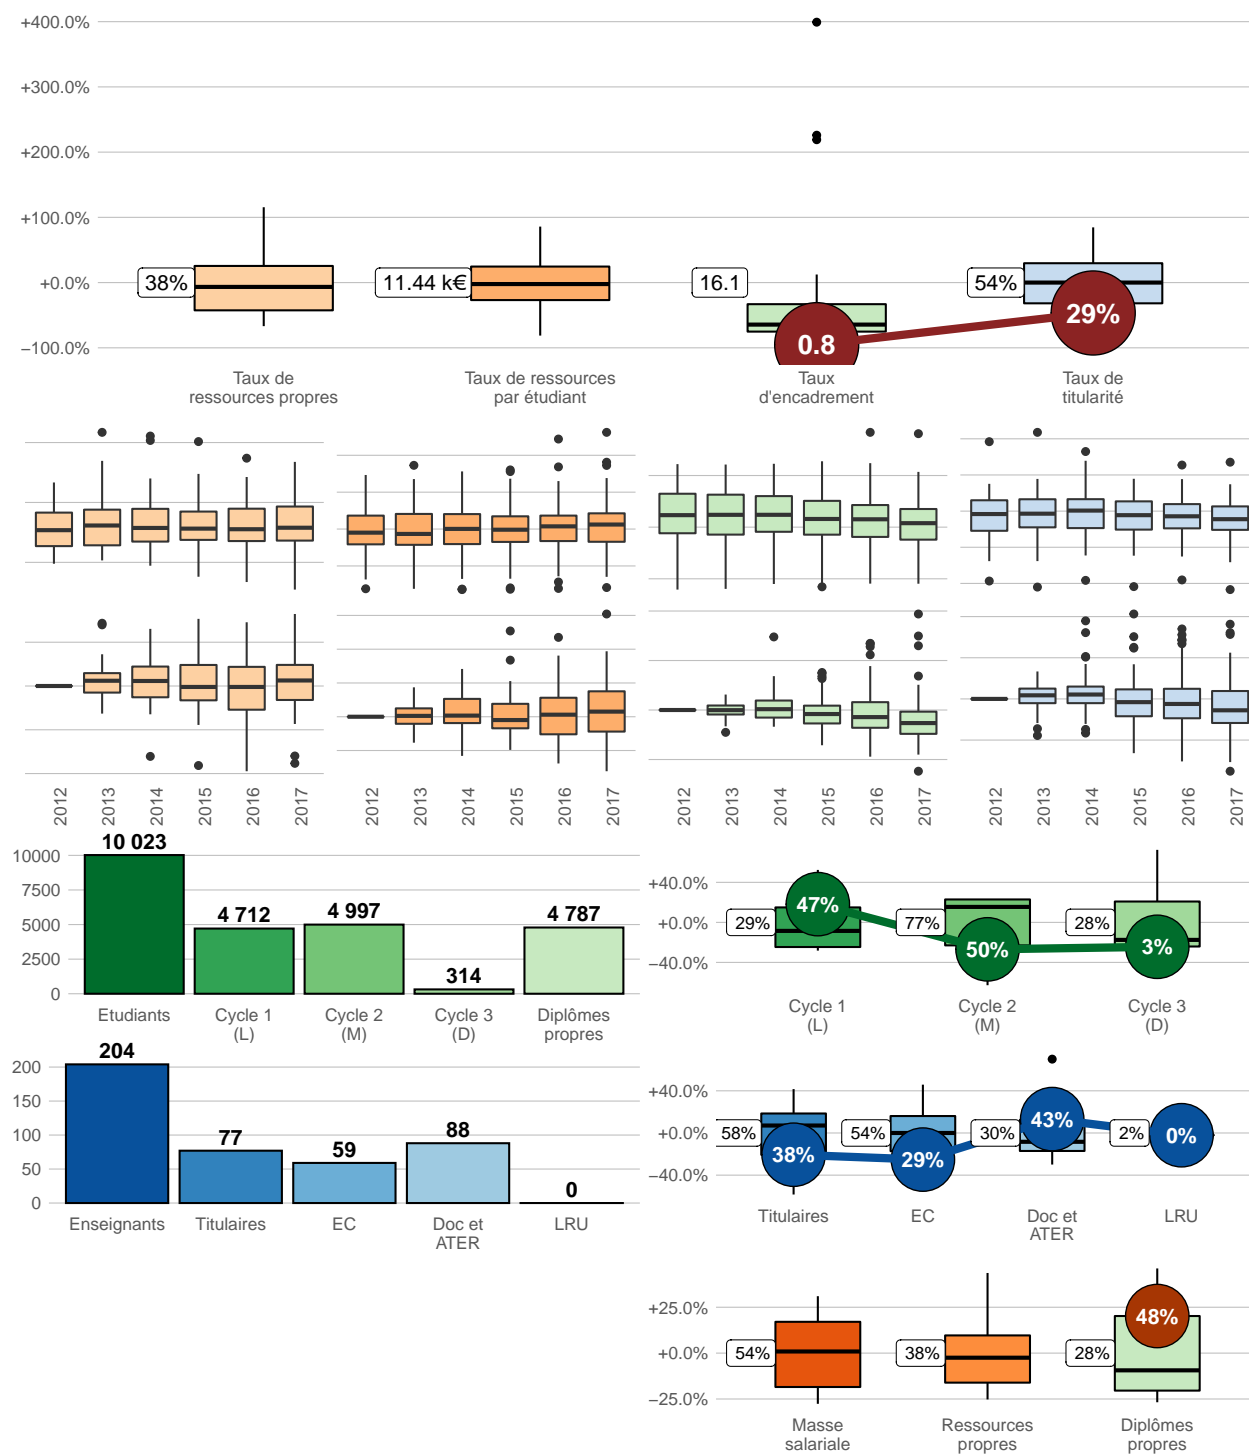 +400.0%
+300.0%
+200.0%
+100.0%
+0.0%
−100.0%
38%
11.44 k€
16.1
54%
0.8
29%
Taux de
ressources propres
Taux de ressources
par étudiant
Taux
d'encadrement
Taux de
titularité
2012
2013
2014
2015
2016
2017
2012
2013
2014
2015
2016
2017
2012
2013
2014
2015
2016
2017
2012
2013
2014
2015
2016
2017
10000
7500
5000
2500
0
10 023
4 712
4 997
314
4 787
Etudiants
Cycle 1
(L)
Cycle 2
(M)
Cycle 3
(D)
Diplômes
propres
+40.0%
+0.0%
−40.0%
29%
47%
77%
50%
28%
3%
Cycle 1
(L)
Cycle 2
(M)
Cycle 3
(D)
200
150
100
50
0
204
77
59
88
0
Enseignants
Titulaires
EC
Doc et
ATER
LRU
+40.0%
+0.0%
−40.0%
58%
38%
54%
29%
30%
43%
2%
0%
Titulaires
EC
Doc et
ATER
LRU
+25.0%
+0.0%
−25.0%
54%
38%
28%
48%
Masse
salariale
Ressources
propres
Diplômes
propres